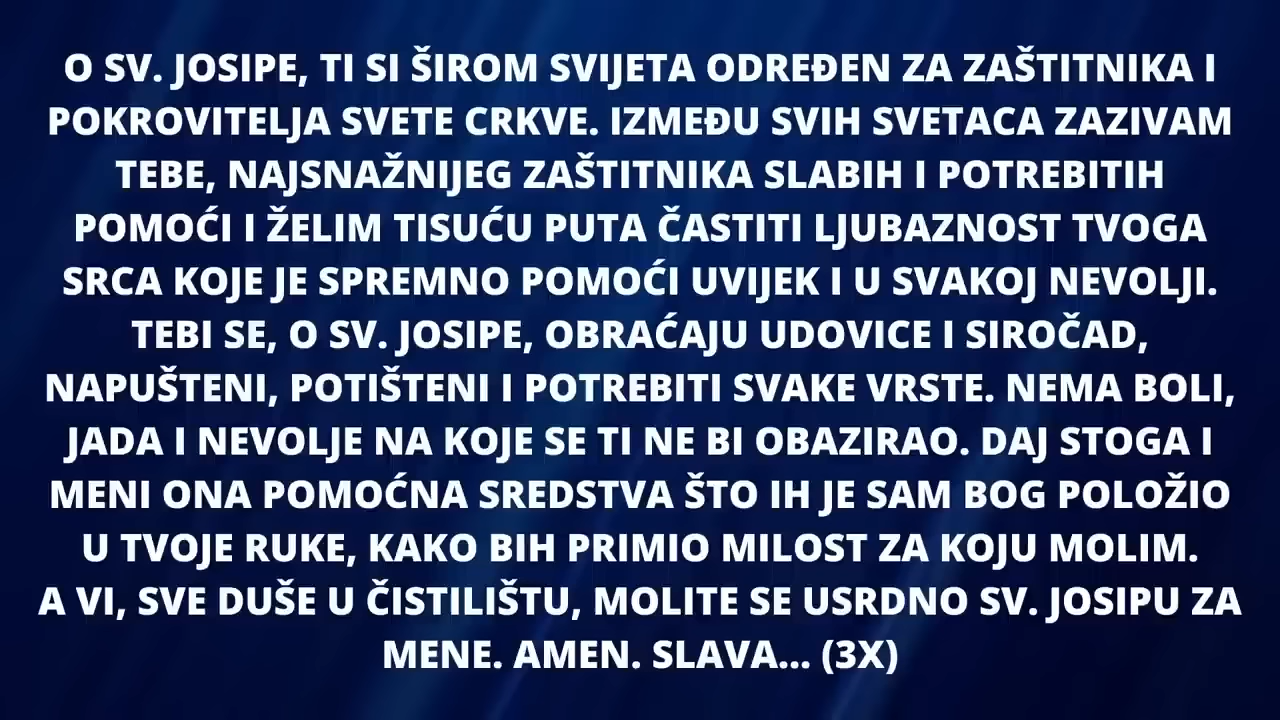 O SV. JOSIPE, TI SI ŠIROM SVIJETA ODREĐEN ZA ZAŠTITNIKA I
POKROVITELJA SVETE CRKVE. IZMEĐU SVIH SVETACA ZAZIVAM
TEBE, NAJSNAŽNIJEG ZAŠTITNIKA SLABIH I POTREBITIH
POMOĆI I ŽELIM TISUĆU PUTA ČASTITI LJUBAZNOST TVOGA
SRCA KOJE JE SPREMNO POMOĆI UVIJEK I U SVAKOJ NEVOLJI.
TEBI SE, O SV. JOSIPE, OBRAĆAJU UDOVICE I SIROČAD,
NAPUŠTENI, POTIŠTENI I POTREBITI SVAKE VRSTE. NEMA BOLI,
JADA I NEVOLJE NA KOJE SE TI NE BI OBAZIRAO. DAJ STOGA I
MENI ONA POMOĆNA SREDSTVA ŠTO IH JE SAM BOG POLOŽIO
U TVOJE RUKE, KAKO BIH PRIMIO MILOST ZA KOJU MOLIM.
A VI, SVE DUŠE U ČISTILIŠTU, MOLITE SE USRDNO SV. JOSIPU ZA
MENE. AMEN. SLAVA... (3X)